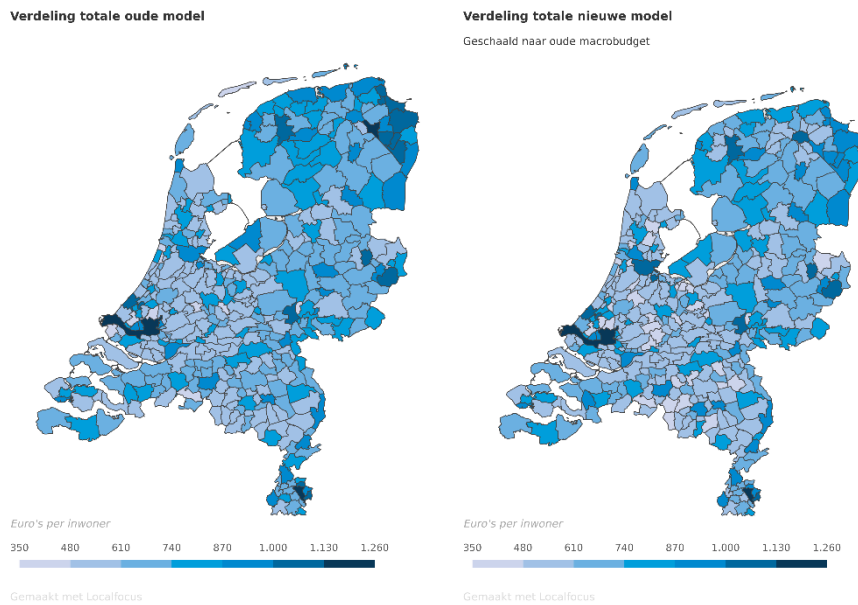 Verdeling totale oude model
Euro's per inwoner
350 480 610 740 870 1.000 1.130 1.260
Gemaakt met Localfocus
Verdeling totale nieuwe model
Geschaald naar oude macrobudget
Euro's per inwoner
350 480 610 740 870 1.000 1.130 1.260
Gemaakt met Localfocus